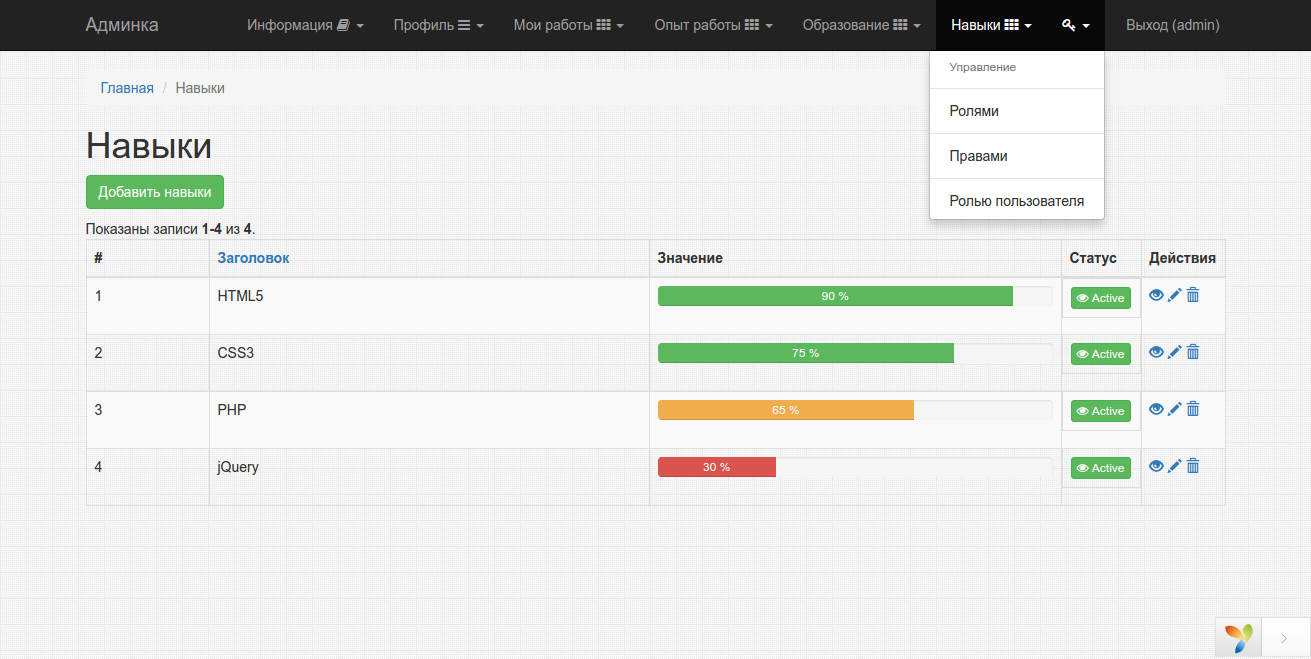 Админка Информация Профиль Мои работы Опыт работы Образование Навыки Выход (admin)
Управление
Ролями
Правами
Ролью пользователя
Главная / Навыки
Навыки
Добавить навыки
Показаны записи 1-4 из 4.
# Заголовок Значение Статус Действия
1 HTML5 90 % Active
2 CSS3 75 % Active
3 PHP 65 % Active
4 jQuery 30 % Active